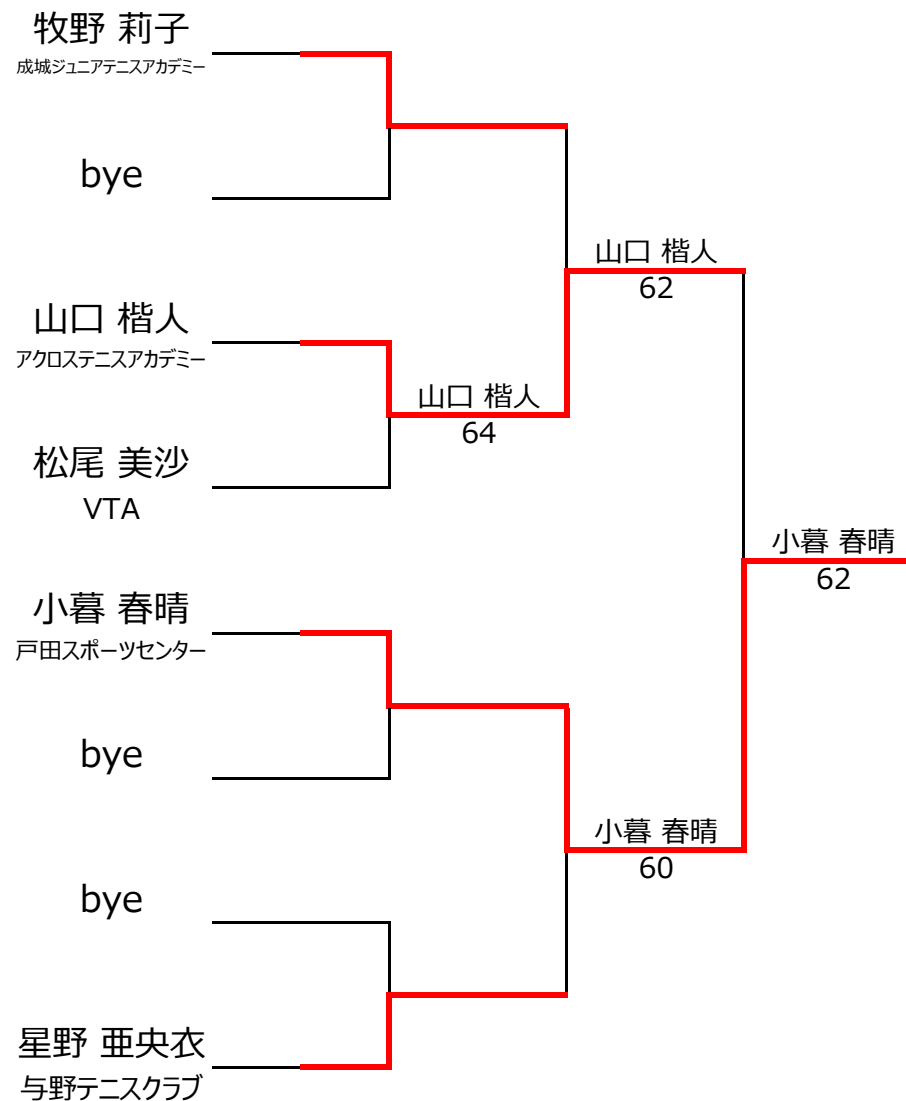 牧野 莉子
成城ジュニアテニスアカデミー
bye
山口 楷人
62
山口 楷人
アクロステニスアカデミー
山口 楷人
64
松尾 美沙
VTA
小暮 春晴
62
小暮 春晴
戸田スポーツセンター
bye
小暮 春晴
60
bye
星野 亜央衣
与野テニスクラブ